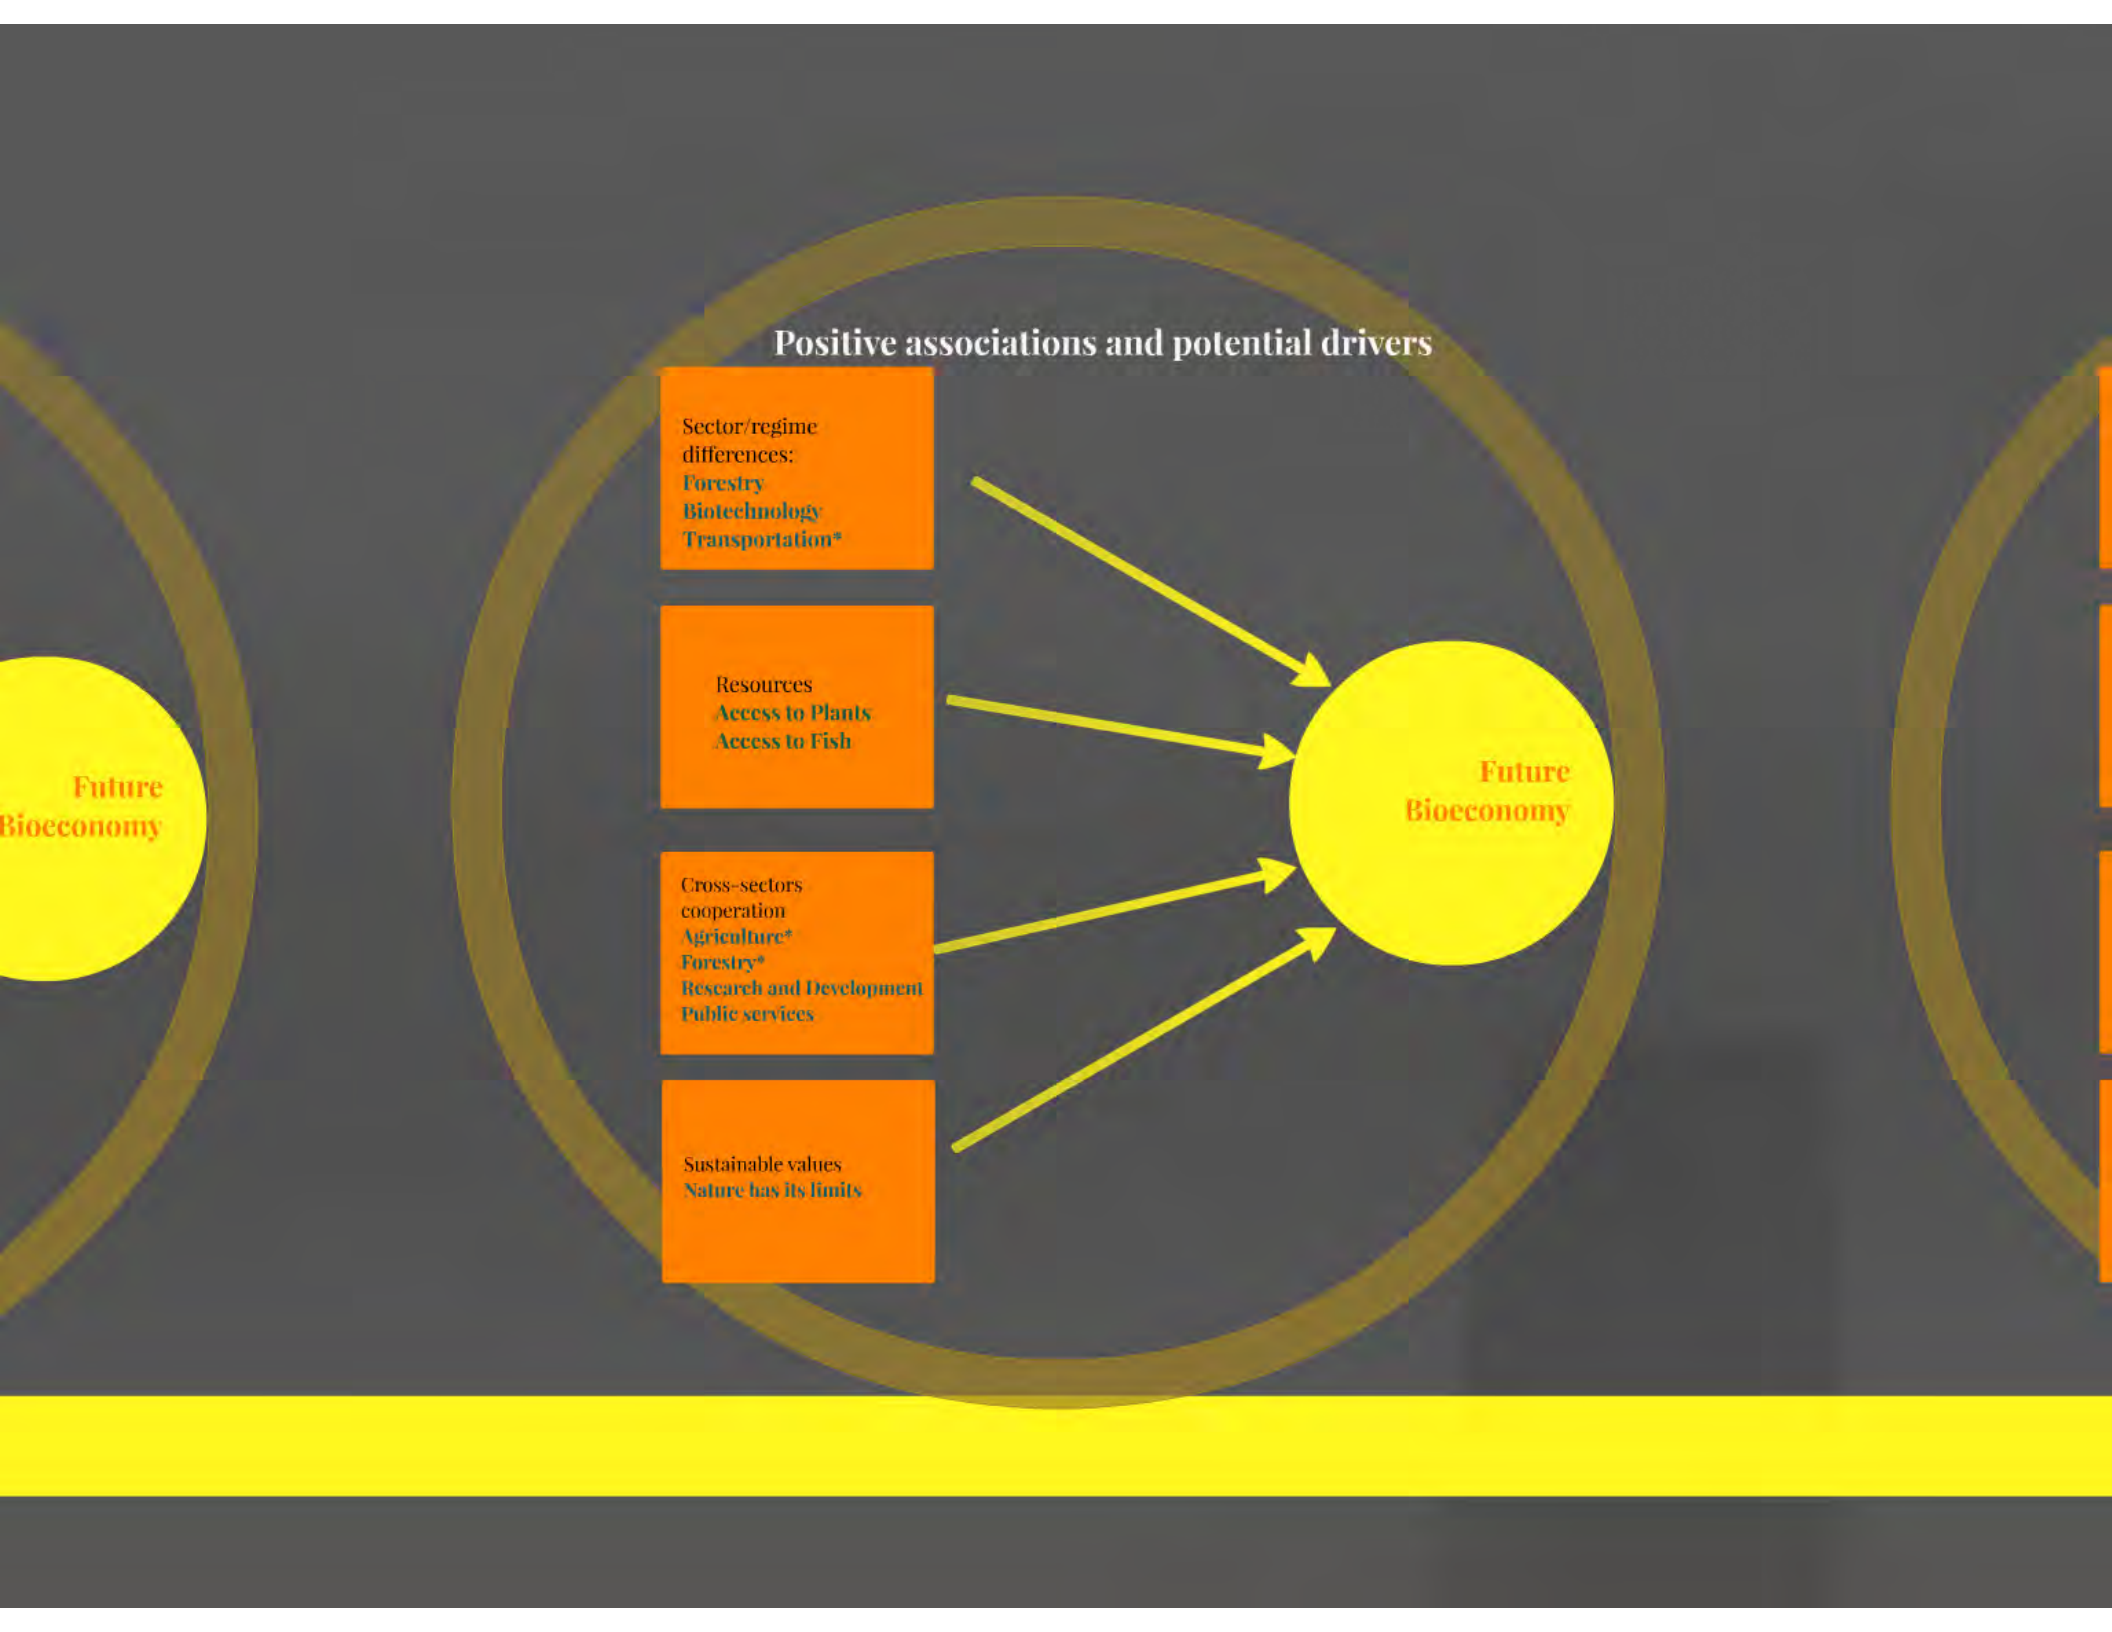 Positive associations and potential drivers
Sector/regime
differences:
Forestry
Biotechnology
Transportation*
Resources
Access to Plants
Access to Fish
Cross-sectors
cooperation
Agriculture*
Forestry*
Research and Development
Public services
Sustainable values
Nature has its limits
Future
Bioeconomy
Future
Bioeconomy